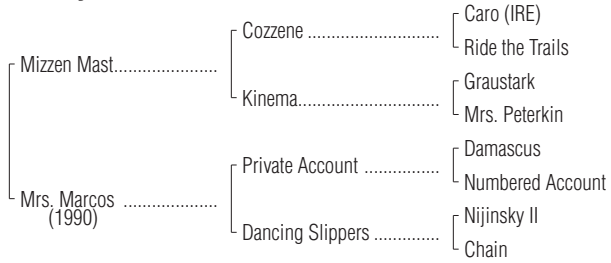 Caro (IRE)
Cozzene
Ride the Trails
Mizzen Mast
Graustark
Kinema
Mrs. Peterkin
Damascus
Private Account
Numbered Account
Mrs. Marcos
(1990)
Nijinsky II
Dancing Slippers
Chain